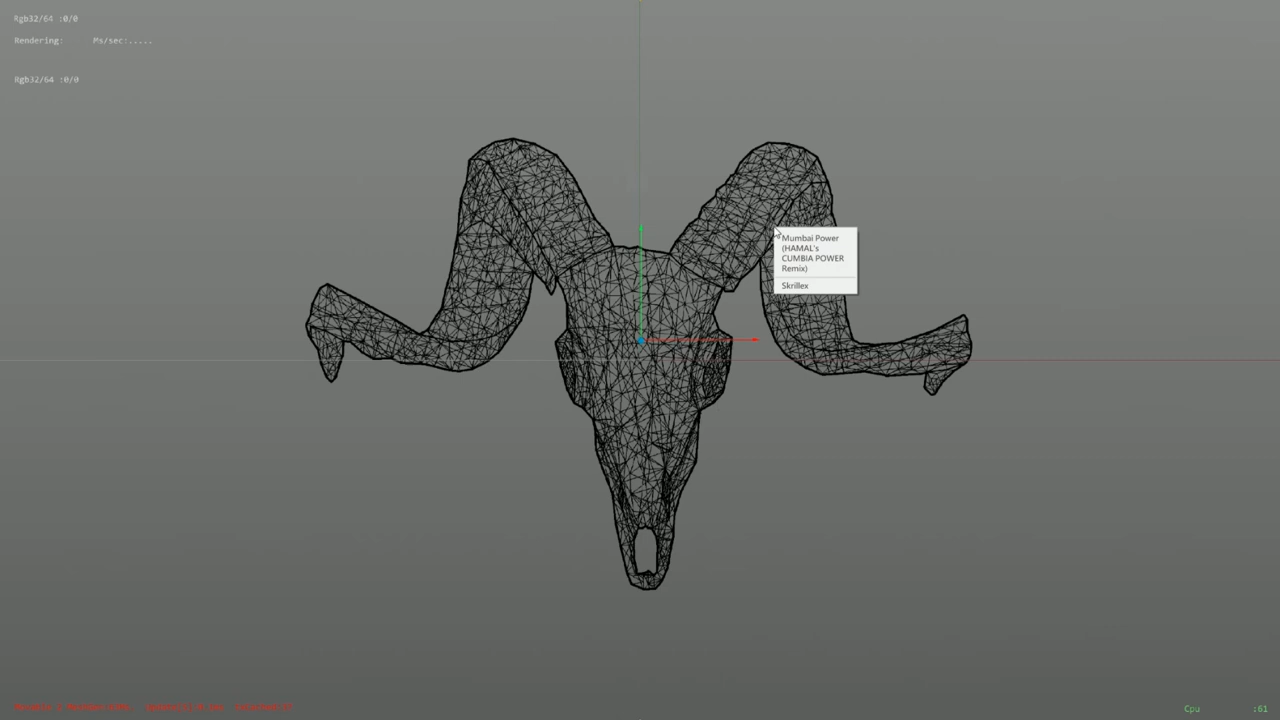 Rgb32/64 :0/0
Rendering: Ms/sec:.....
Rgb32/64 :0/0
Mumbai Power
(HAMAL's
CUMBIA POWER
Remix)
Skrillex
Cpu :61